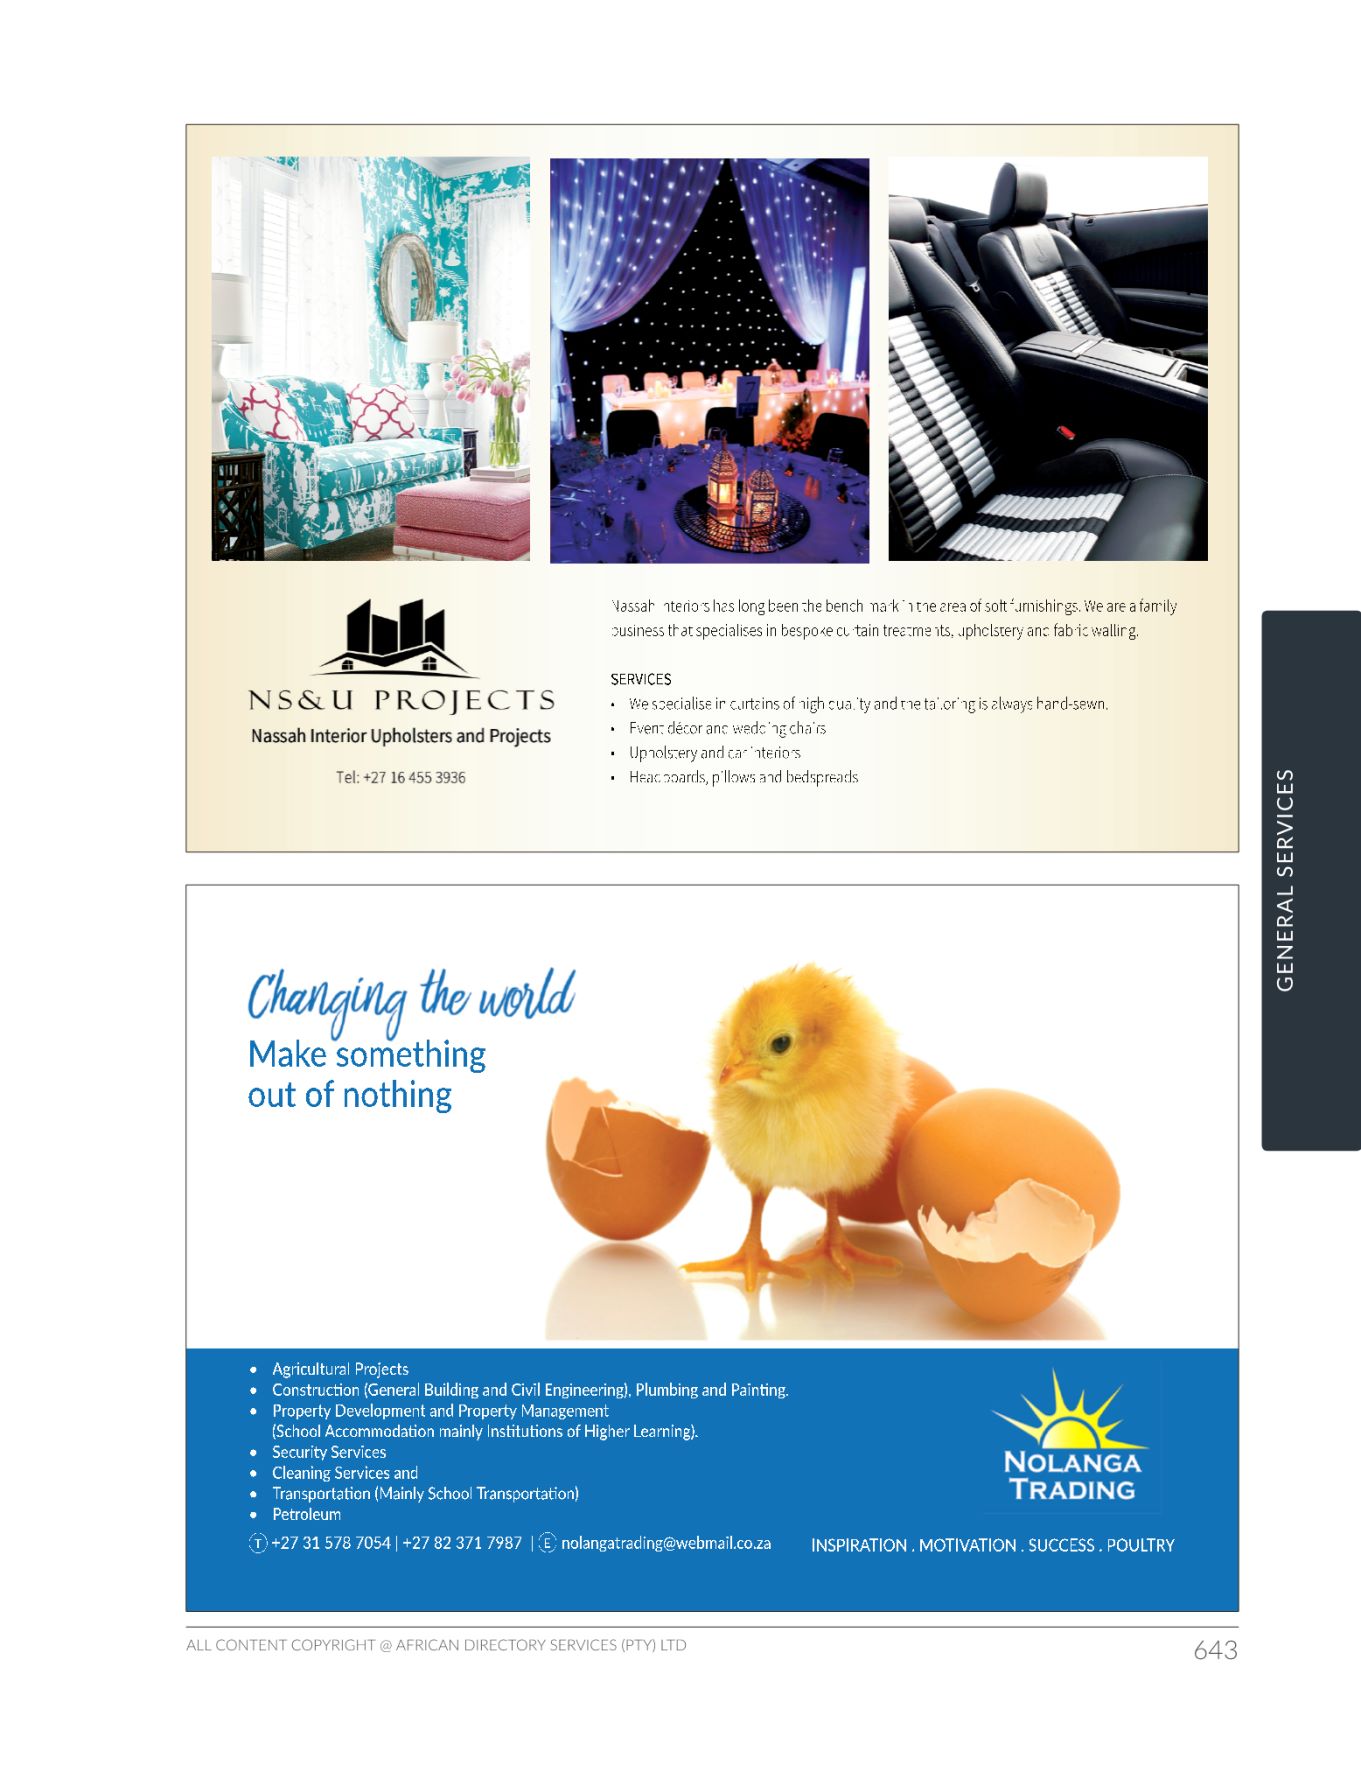 Nassah Interiors has long been the bench mark in the area of soft furnishings. We are a family
business that specialises in bespoke curtain treatments, upholstery and fabric walling.
SERVICES
• We specialise in curtains of high quality and the tailoring is always hand-sewn.
• Event décor and wedding chairs
• Upholstery and car interiors
• Headboards, pillows and bedspreads
NS&U PROJECTS
Nassah Interior Upholsters and Projects
Tel: +27 16 455 3936
7
GENERAL SERVICES
Changing the world
Make something
out of nothing
• Agricultural Projects
• Construction (General Building and Civil Engineering), Plumbing and Painting.
• Property Development and Property Management
(School Accommodation mainly Institutions of Higher Learning).
• Security Services
• Cleaning Services and
• Transportation (Mainly School Transportation)
• Petroleum
T +27 31 578 7054 | +27 82 371 7987 | E nolangatrading@webmail.co.za
NOLANGA
TRADING
INSPIRATION . MOTIVATION . SUCCESS . POULTRY
ALL CONTENT COPYRIGHT @ AFRICAN DIRECTORY SERVICES (PTY) LTD
643